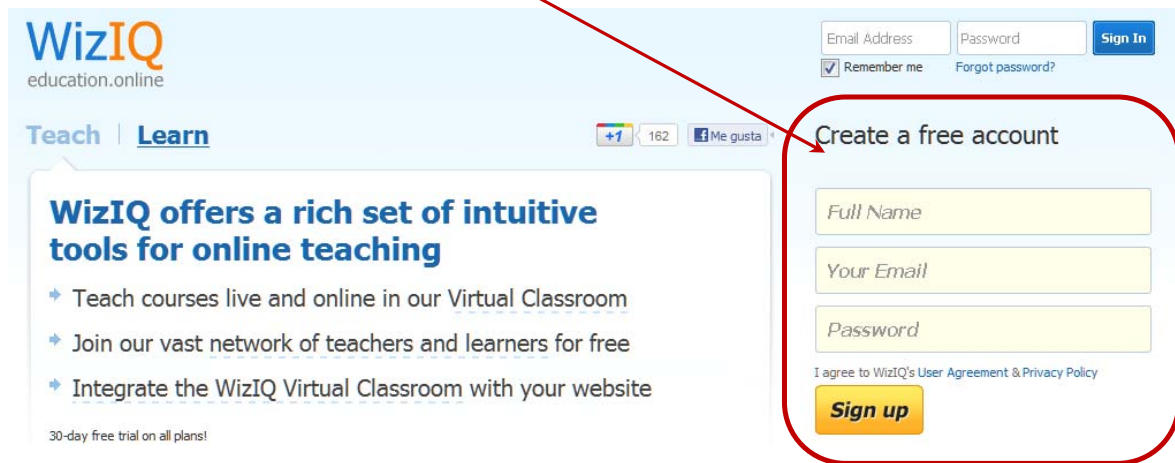 WizIQ
education.online
Email Address
Password
Sign In
Remember me
Forgot password?
Teach | Learn
+1
162
Me gusta
Create a free account
WizIQ offers a rich set of intuitive
tools for online teaching
Teach courses live and online in our Virtual Classroom
Join our vast network of teachers and learners for free
Integrate the WizIQ Virtual Classroom with your website
30-day free trial on all plans!
Full Name
Your Email
Password
I agree to WizIQ's User Agreement & Privacy Policy
Sign up